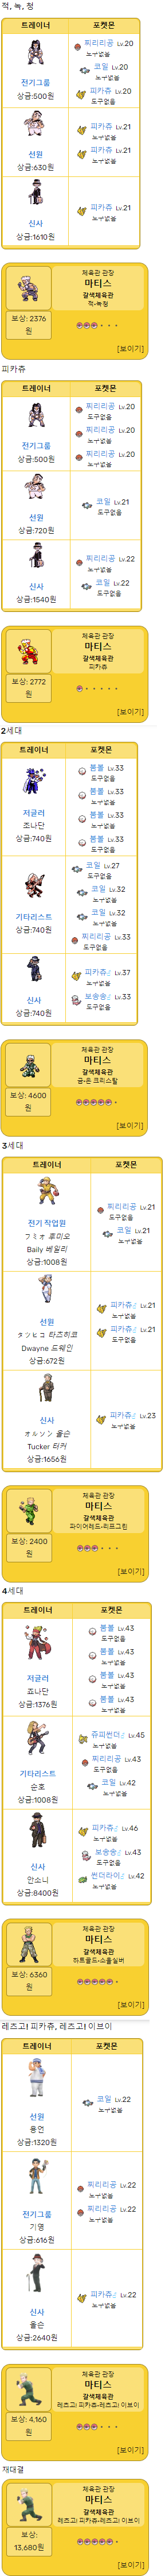 적, 녹, 청
트레이너 포켓몬
찌리리공 Lv.20
도구없음
코일 Lv.20
도구없음
피카츄 Lv.20
도구없음
전기그룹
상금:500원
피카츄 Lv.21
도구없음
피카츄 Lv.21
도구없음
선원
상금:630원
피카츄 Lv.21
도구없음
신사
상금:1610원
체육관 관장
마티스
갈색체육관
적·녹·청
보상: 2376
원
[보이기]
피카츄
트레이너 포켓몬
찌리리공 Lv.20
도구없음
찌리리공 Lv.20
도구없음
찌리리공 Lv.20
도구없음
전기그룹
상금:500원
코일 Lv.21
도구없음
선원
상금:720원
찌리리공 Lv.22
도구없음
코일 Lv.22
도구없음
신사
상금:1540원
체육관 관장
마티스
갈색체육관
피카츄
보상: 2772
원
[보이기]
2세대
트레이너 포켓몬
붐볼 Lv.33
도구없음
붐볼 Lv.33
도구없음
붐볼 Lv.33
도구없음
붐볼 Lv.33
도구없음
저글러
조나단
상금:740원
코일 Lv.27
도구없음
코일 Lv.32
도구없음
코일 Lv.32
도구없음
찌리리공 Lv.33
도구없음
기타리스트
상금:740원
피카츄♂ Lv.37
도구없음
보송송♂ Lv.33
도구없음
신사
상금:740원
체육관 관장
마티스
갈색체육관
금·은·크리스탈
보상: 4600
원
[보이기]
3세대
트레이너 포켓몬
찌리리공 Lv.21
도구없음
코일 Lv.21
도구없음
전기 작업원
フミオ 후미오
Baily 베일리
상금:1008원
피카츄♂ Lv.21
도구없음
피카츄♂ Lv.21
도구없음
선원
タツヒコ 타즈히코
Dwayne 드웨인
상금:672원
피카츄♂ Lv.23
도구없음
신사
オルソン 올슨
Tucker 터커
상금:1656원
체육관 관장
마티스
갈색체육관
파이어레드·리프그린
보상: 2400
원
[보이기]
4세대
트레이너 포켓몬
붐볼 Lv.43
도구없음
붐볼 Lv.43
도구없음
붐볼 Lv.43
도구없음
붐볼 Lv.43
도구없음
저글러
죠나단
상금:1376원
쥬피썬더♂ Lv.45
도구없음
찌리리공 Lv.43
도구없음
코일 Lv.42
도구없음
기타리스트
순호
상금:1008원
피카츄♂ Lv.46
도구없음
보송송♂ Lv.43
도구없음
썬더라이♂ Lv.42
도구없음
신사
안소니
상금:8400원
체육관 관장
마티스
갈색체육관
하트골드·소울실버
보상: 6360
원
[보이기]
레츠고! 피카츄, 레츠고! 이브이
트레이너 포켓몬
코일 Lv.22
도구없음
선원
용언
상금:1320원
찌리리공 Lv.22
도구없음
찌리리공 Lv.22
도구없음
전기그룹
기영
상금:616원
피카츄♂ Lv.22
도구없음
신사
올슨
상금:2640원
체육관 관장
마티스
갈색체육관
레츠고! 피카츄·레츠고! 이브이
보상: 4,160
원
[보이기]
재대결
체육관 관장
마티스
갈색체육관
레츠고! 피카츄·레츠고! 이브이
보상:
13,680원
[보이기]